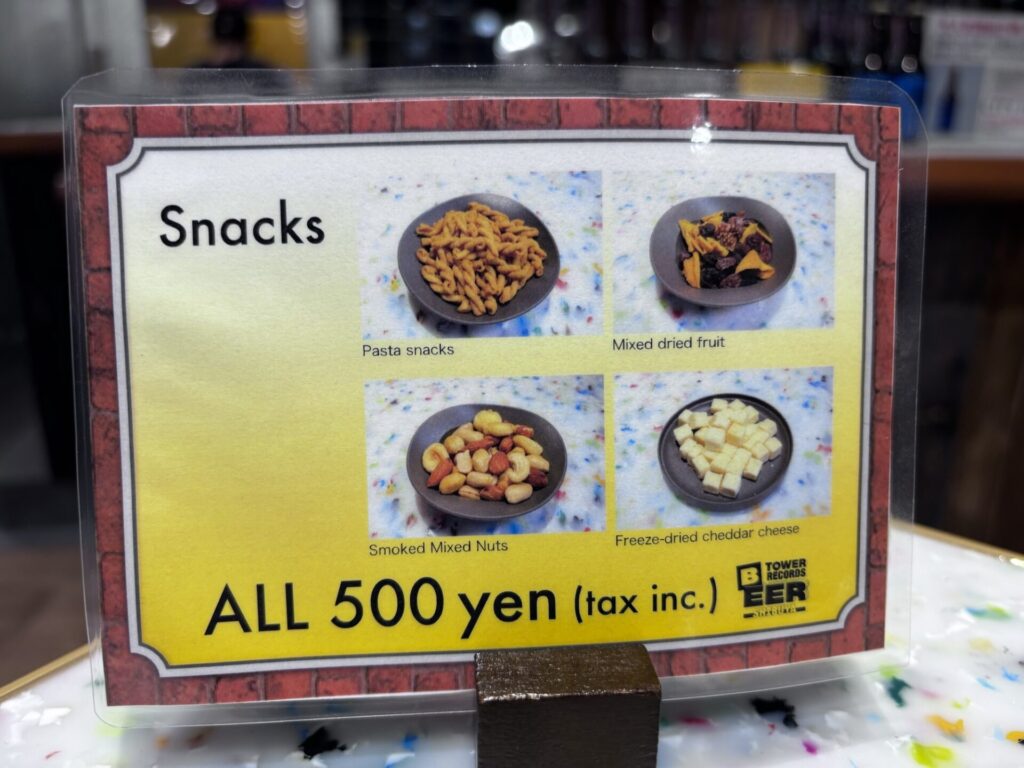 Snacks
Pasta snacks
Mixed dried fruit
Smoked Mixed Nuts
Freeze-dried cheddar cheese
ALL 500 yen (tax inc.)
TOWER
RECORDS
BEER
SHIBUYA